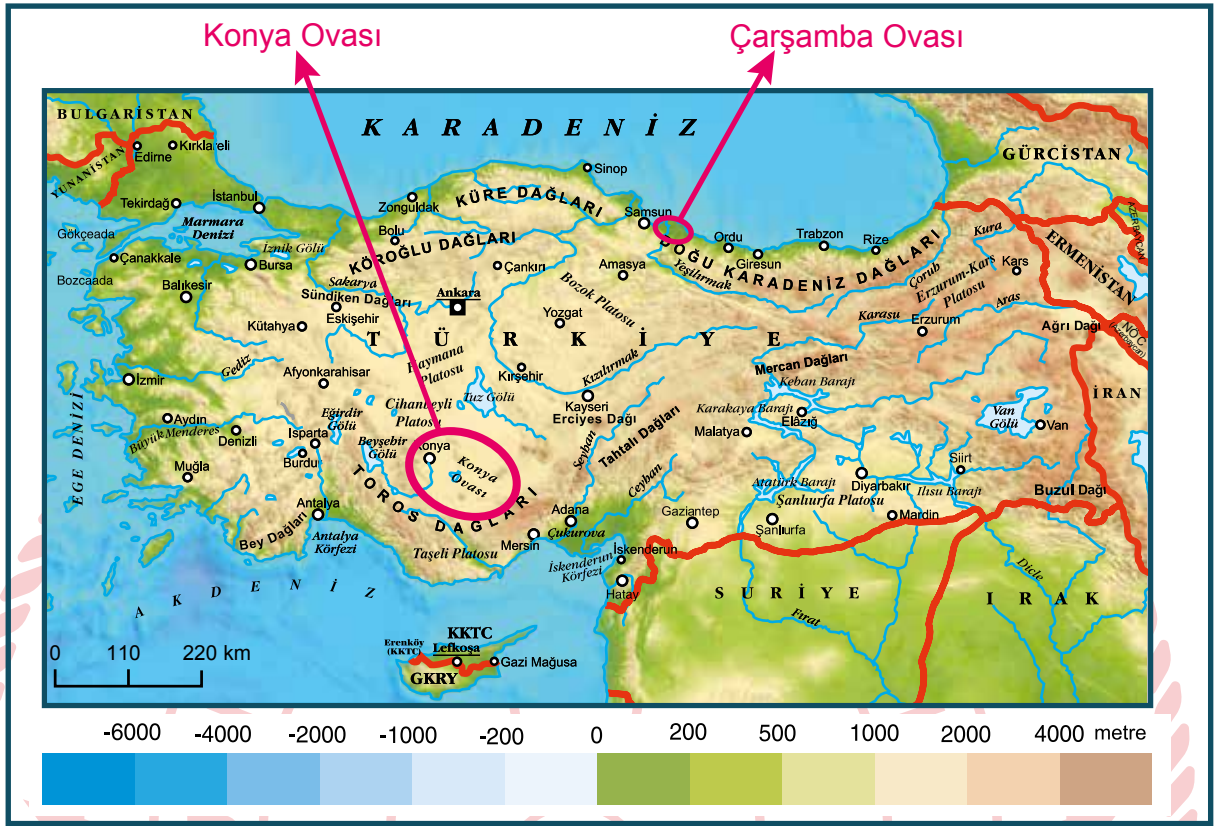 Konya Ovası
Çarşamba Ovası
BULGARİSTAN
KARADENİZ
Kırklareli
Edirne
YUNANİSTAN
GÜRCİSTAN
Sinop
Tekirdağ
İstanbul
Zonguldak
KÜRE DAĞLARI
Samsun
AZERBAYCAN
Marmara
Denizi
Gökçeada
Bolu
Ordu
Trabzon
Rize
Kura
ERMENİSTAN
İznik Gölü
KÖROĞLU DAĞLARI
Giresun
DOĞU KARADENİZ DAĞLARI
Çanakkale
Bursa
Çankırı
Amasya
Yeşilırmak
Çoruh
Kars
Bozcaada
Sakarya
Erzurum-Kars
Platosu
Balıkesir
Sündiken Dağları
Ankara
Bozok Platosu
Aras
Eskişehir
Yozgat
Karasu
Erzurum
Kütahya
TÜRKİYE
Ağrı Dağı
NÖC
(Azerbaycan)
Haymana
Platosu
Mercan Dağları
Gediz
Kırşehir
Kızılırmak
Keban Barajı
İzmir
Afyonkarahisar
Tuz Gölü
Kayseri
İRAN
EGE DENİZİ
Cihanbeyli
Platosu
Erciyes Dağı
Karakaya Barajı
Elazığ
Van
Gölü
Van
Aydın
Eğirdir
Gölü
Büyük Menderes
Denizli
Isparta
Beyşebir
Gölü
Konya
Malatya
Tahtalı Dağları
Seyban
Burdu
Konya
Ovası
Siirt
Muğla
Ceyban
Atatürk Barajı
Diyarbakır
Ilısu Barajı
TOROS DAĞLARI
Şanlıurfa Platosu
Buzul Dağı
Antalya
Adana
Gaziantep
Mardin
Bey Dağları
Antalya
Körfezi
Mersin
Çukurova
Şanlıurfa
Taşeli Platosu
İskenderun
İskenderun
Körfezi
Hatay
SURİYE
Dicle
IRAK
AKDENİZ
Fırat
KKTC
Erenköy
(KKTC)
Lefkoşa
Gazi Mağusa
GKRY
0 110 220 km
-6000 -4000 -2000 -1000 -200 0 200 500 1000 2000 4000 metre